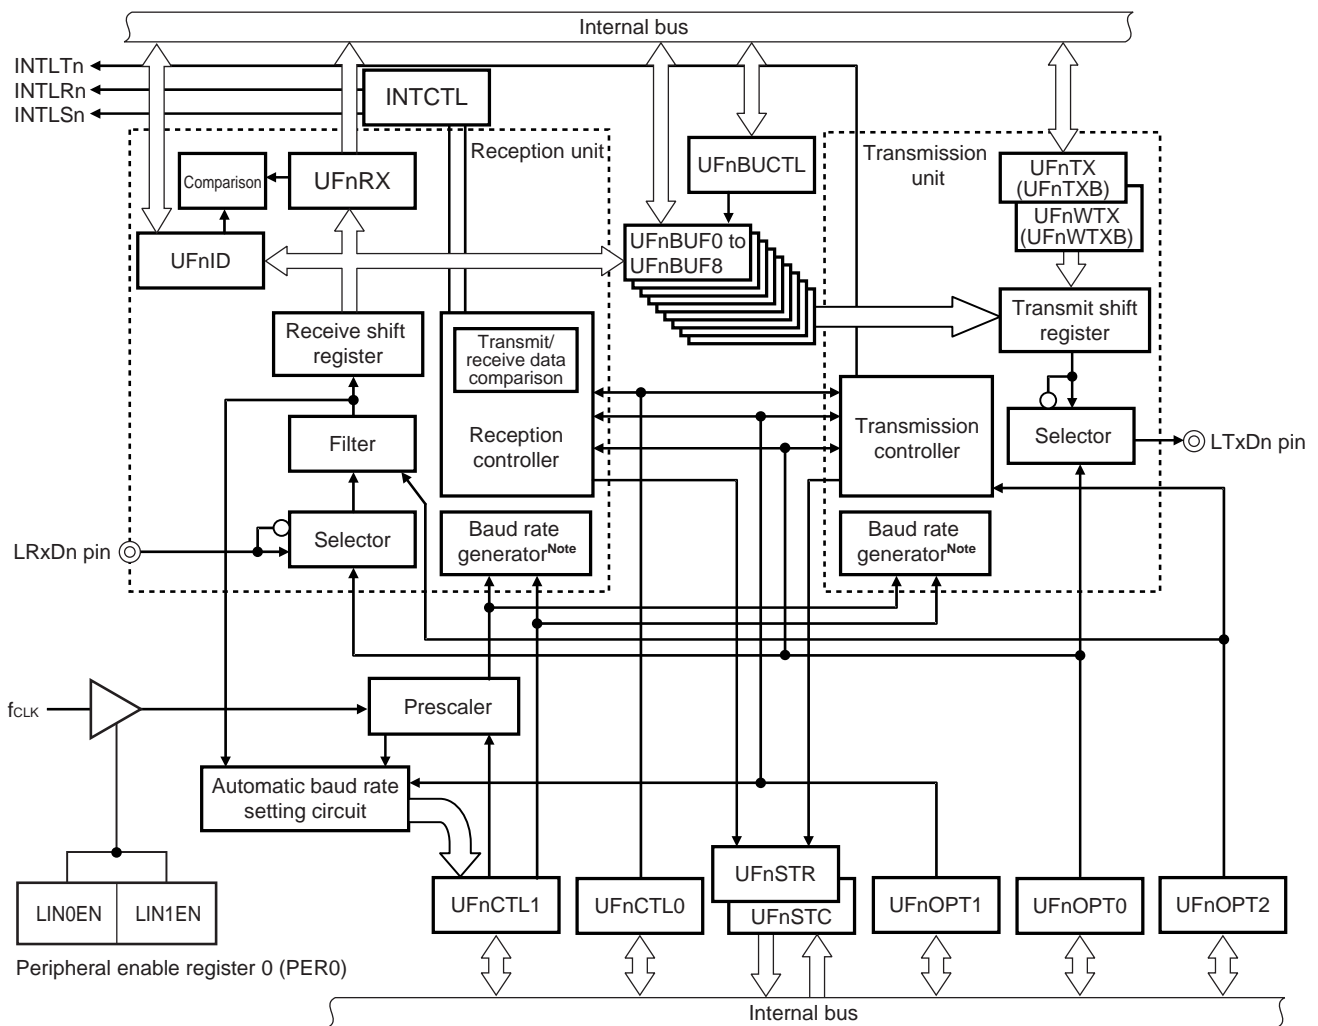 Internal bus
INTLTn
INTLRn
INTLSn
INTCTL
Reception unit
UFnBUCTL
Transmission
unit
UFnTX
(UFnTXB)
UFnWTX
(UFnWTXB)
Comparison
UFnRX
UFnID
UFnBUF0 to
UFnBUF8
Receive shift
register
Transmit/
receive data
comparison
Reception
controller
Transmit shift
register
Transmission
controller
Selector
LTxDn pin
Filter
LRxDn pin
Selector
Baud rate
generatorNote
Baud rate
generatorNote
fCLK
Prescaler
Automatic baud rate
setting circuit
LIN0EN
LIN1EN
Peripheral enable register 0 (PER0)
UFnCTL1
UFnCTL0
UFnSTR
UFnSTC
UFnOPT1
UFnOPT0
UFnOPT2
Internal bus